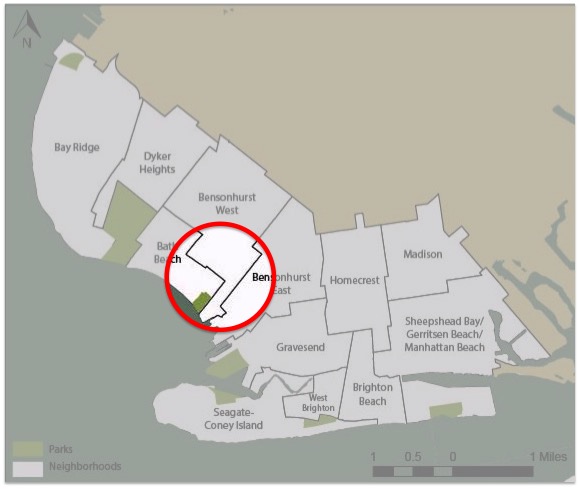 N
Bay Ridge
Dyker
Heights
Bensonhurst
West
Bath
Beach
Bensonhurst
East
Homecrest
Madison
Sheepshead Bay/
Gerritsen Beach/
Manhattan Beach
Gravesend
West
Brighton
Brighton
Beach
Seagate-
Coney Island
Parks
Neighborhoods
1 0.5 0 1 Miles